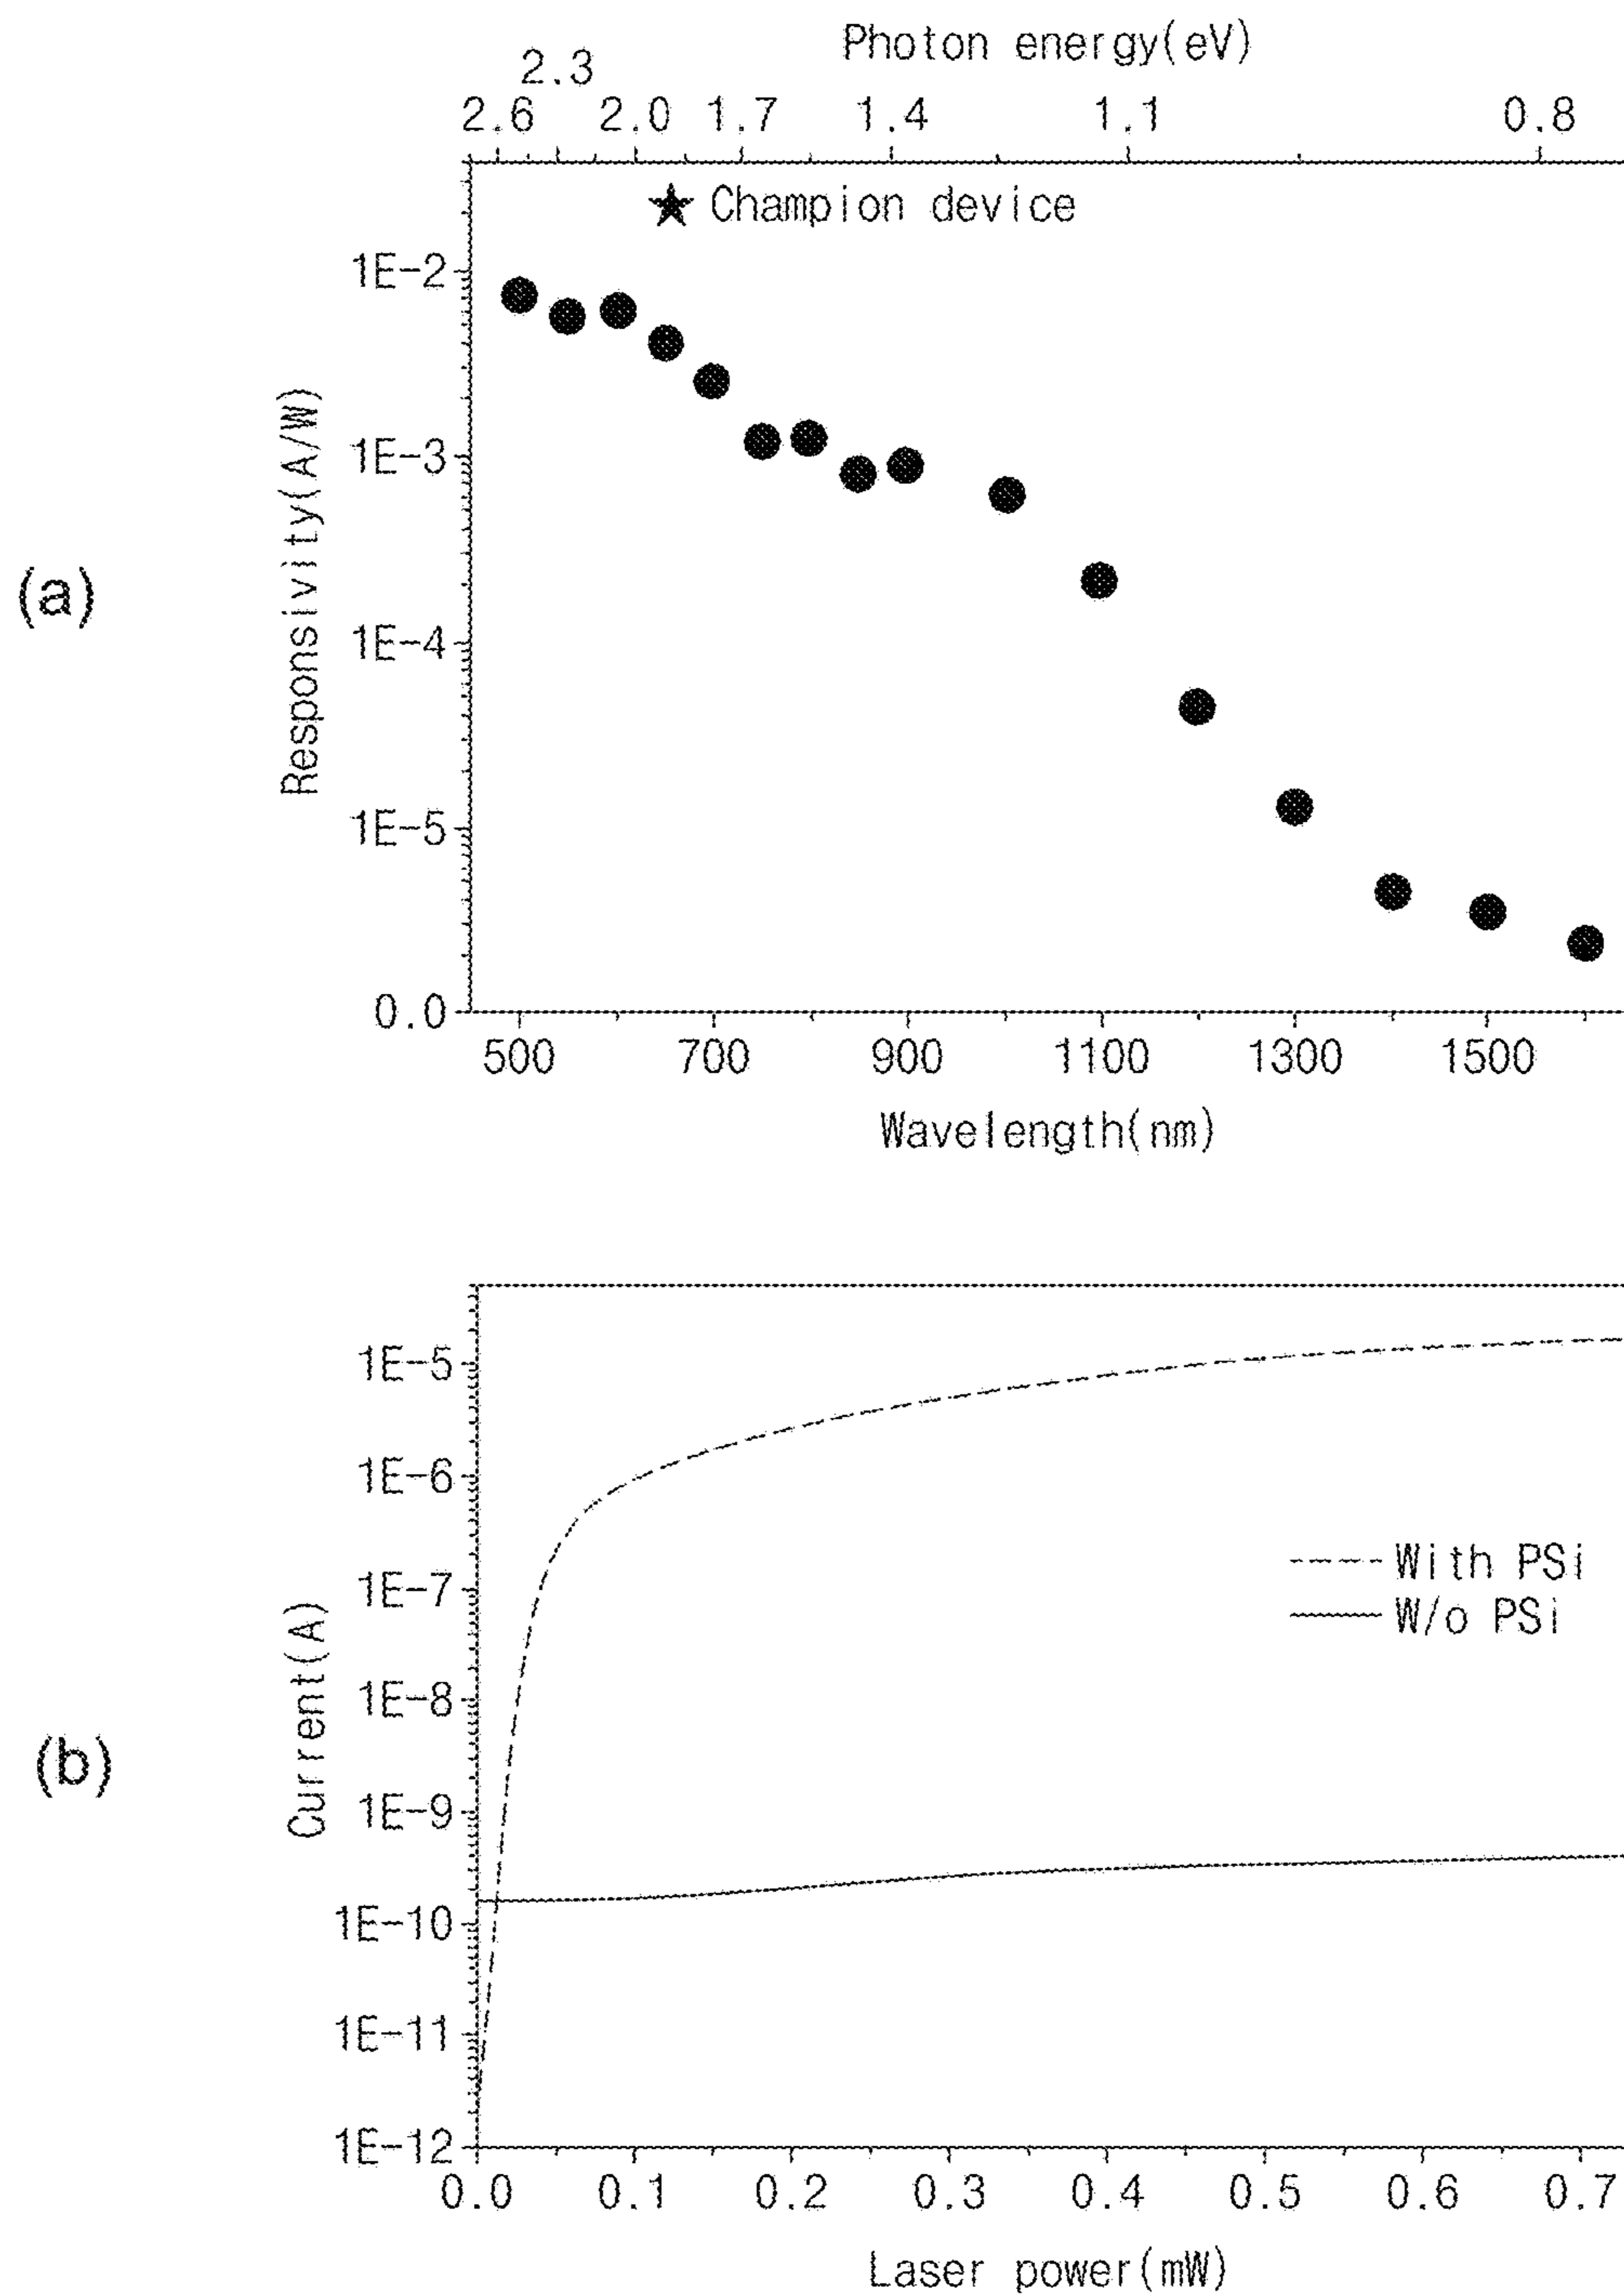 Photon energy(eV)
2.6 2.3 2.0 1.7 1.4 1.1 0.8
★ Champion device
1E-2
1E-3
1E-4
1E-5
0.0
Responsivity(A/W)
(a)
500 700 900 1100 1300 1500
Wavelength(nm)
1E-5
1E-6
1E-7
1E-8
1E-9
1E-10
1E-11
1E-12
Current(A)
With PSi
W/o PSi
(b)
0.0 0.1 0.2 0.3 0.4 0.5 0.6 0.7
Laser power(mW)